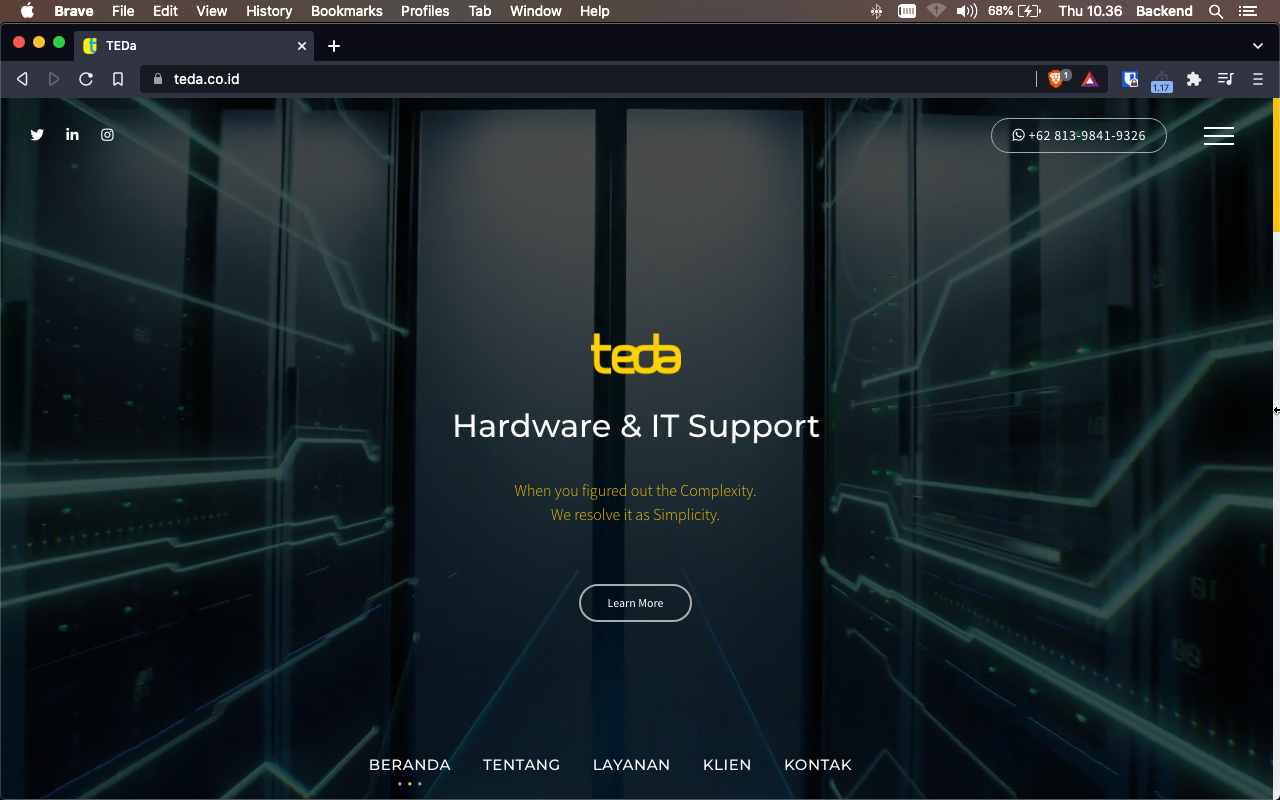 Brave File Edit View History Bookmarks Profiles Tab Window Help 68% Thu 10.36 Backend
TEDa
teda.co.id
1
1.17
+62 813-9841-9326
teda
Hardware & IT Support
When you figured out the Complexity.
We resolve it as Simplicity.
Learn More
BERANDA TENTANG LAYANAN KLIEN KONTAK